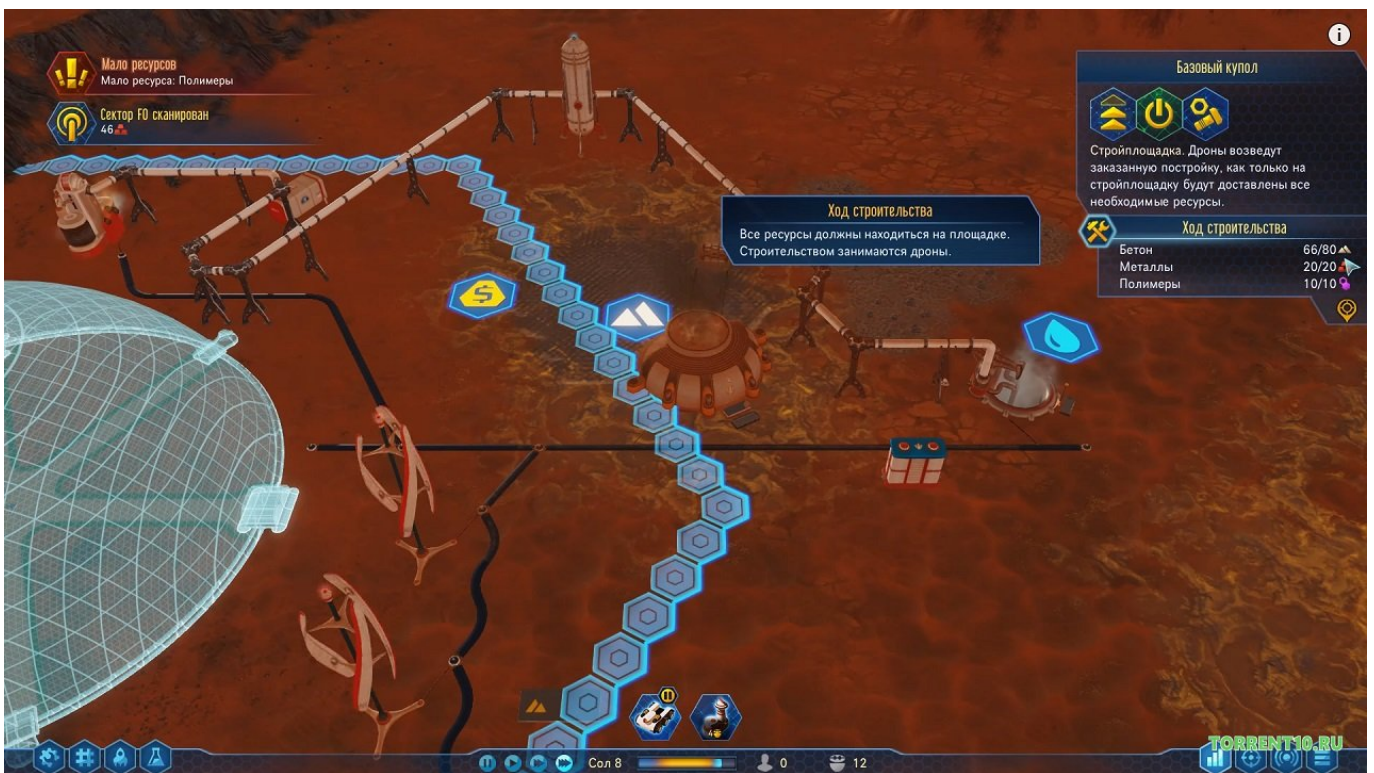 Мало ресурсов
Мало ресурса: Полимеры
Сектор F0 сканирован
46
Базовый купол
Стройплощадка. Дроны возведут
заказанную постройку, как только на
стройплощадку будут доставлены все
необходимые ресурсы.
Ход строительства
Бетон 66/80
Металлы 20/20
Полимеры 10/10
Ход строительства
Все ресурсы должны находиться на площадке.
Строительством занимаются дроны.
4
Сол 8
0
12
TORRENT10.RU